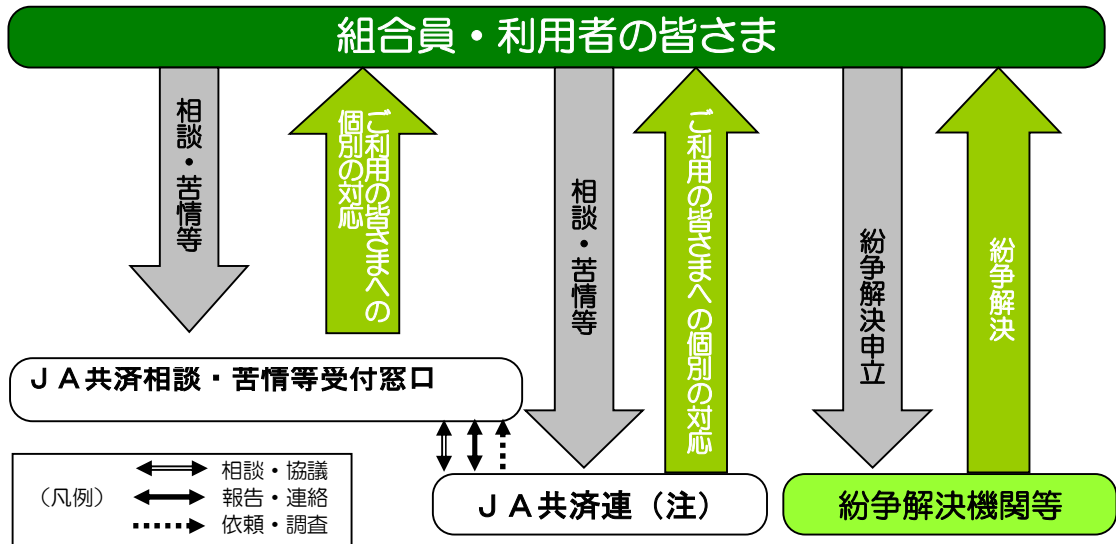 組合員・利用者の皆さま
相談・苦情等
ご利用の皆さまへの
個別の対応
相談・苦情等
ご利用の皆さまへの個別の対応
紛争解決申立
紛争解決
ＪＡ共済相談・苦情等受付窓口
ＪＡ共済連（注）
紛争解決機関等
（凡例）
相談・協議
報告・連絡
依頼・調査